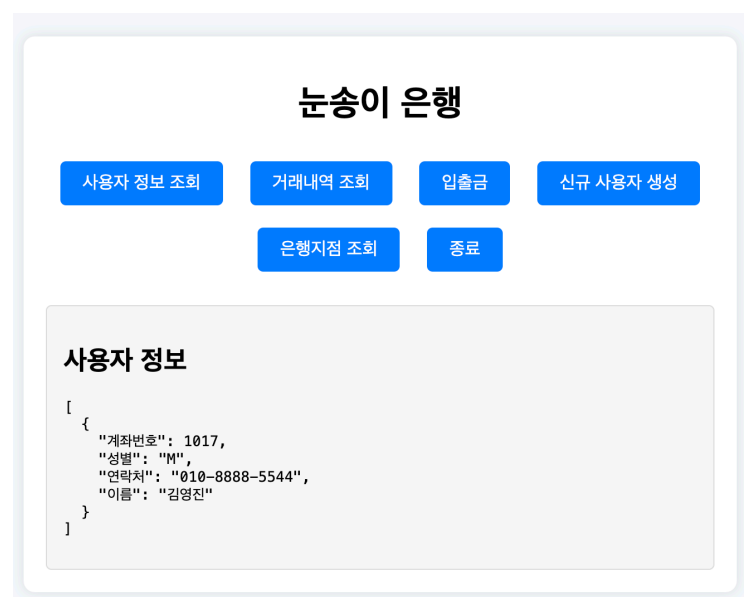 눈송이 은행
사용자 정보 조회 거래내역 조회 입출금 신규 사용자 생성
은행지점 조회 종료
사용자 정보
[
  {
    "계좌번호": 1017,
    "성별": "M",
    "연락처": "010-8888-5544",
    "이름": "김영진"
  }
]